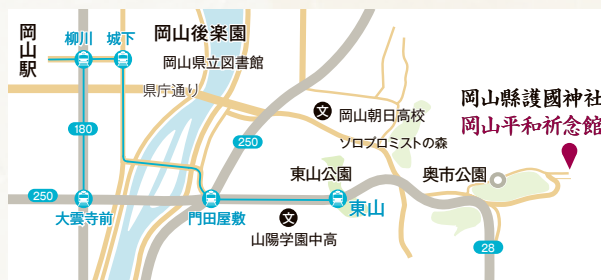 岡山駅
柳川
城下
岡山後楽園
岡山県立図書館
県庁通り
180
250
文
岡山朝日高校
ソロプロミストの森
岡山縣護國神社
岡山平和祈念館
東山公園
奥市公園
250
大雲寺前
門田屋敷
東山
文
山陽学園中高
28